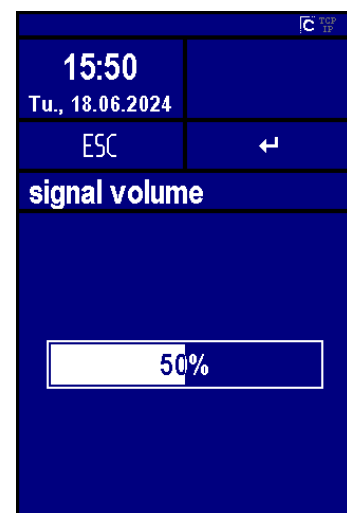 C TCP
IP
15:50
Tu., 18.06.2024
ESC ↵
signal volume
50%